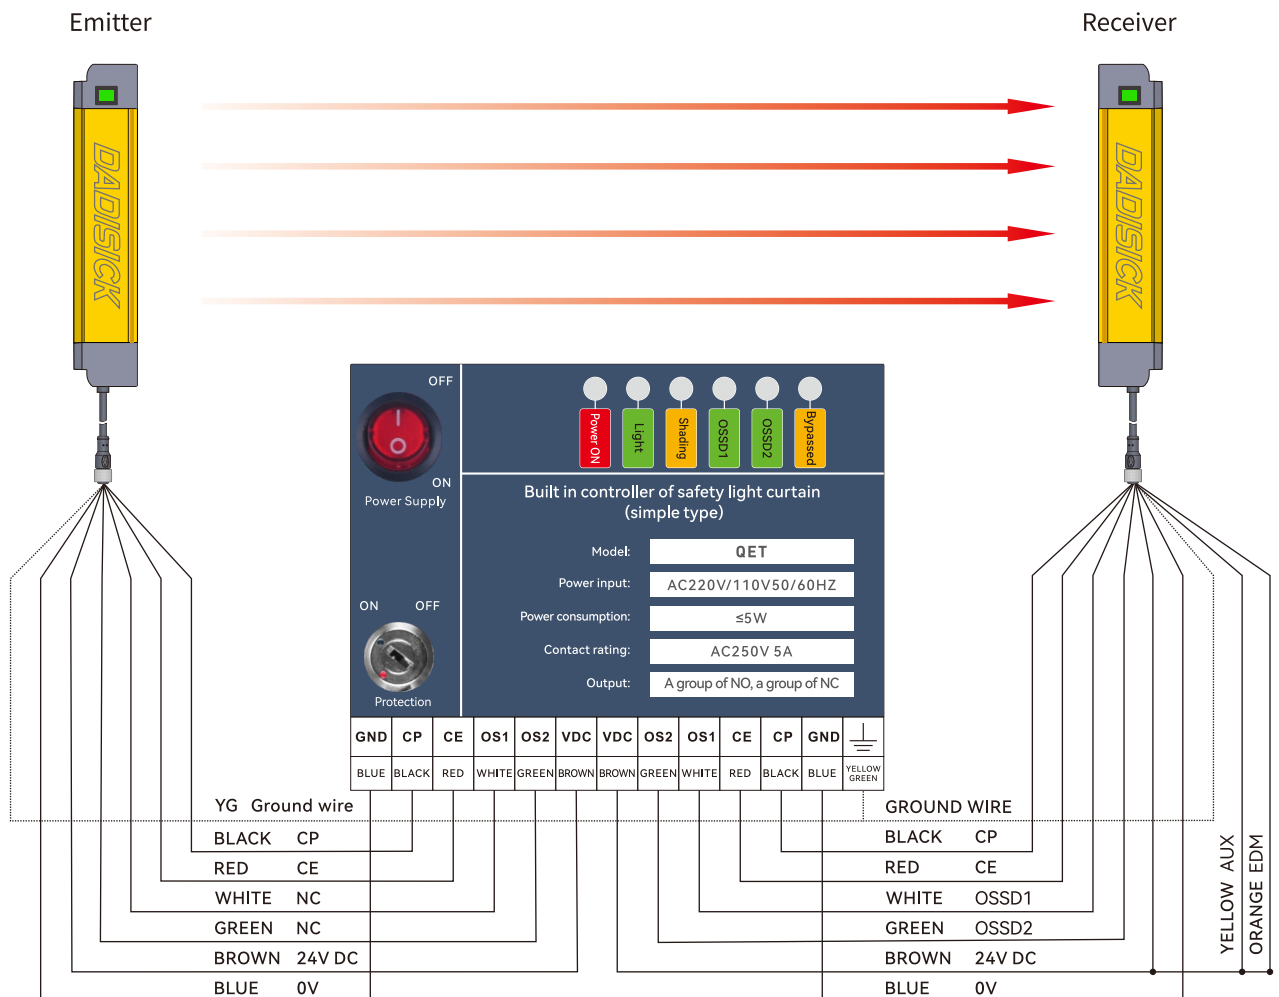 Emitter
Receiver
DADISICK
DADISICK
OFF
ON
Power Supply
ON OFF
Protection
Power ON
Light
Shading
OSSD1
OSSD2
Bypassed
Built in controller of safety light curtain
(simple type)
Model: QET
Power input: AC220V/110V50/60HZ
Power consumption: ≤5W
Contact rating: AC250V 5A
Output: A group of NO, a group of NC
GND CP CE OS1 OS2 VDC VDC OS2 OS1 CE CP GND
BLUE BLACK RED WHITE GREEN BROWN BROWN GREEN WHITE RED BLACK BLUE YELLOW GREEN
YG Ground wire
BLACK CP
RED CE
WHITE NC
GREEN NC
BROWN 24V DC
BLUE 0V
GROUND WIRE
BLACK CP
RED CE
WHITE OSSD1
GREEN OSSD2
BROWN 24V DC
BLUE 0V
YELLOW AUX
ORANGE EDM